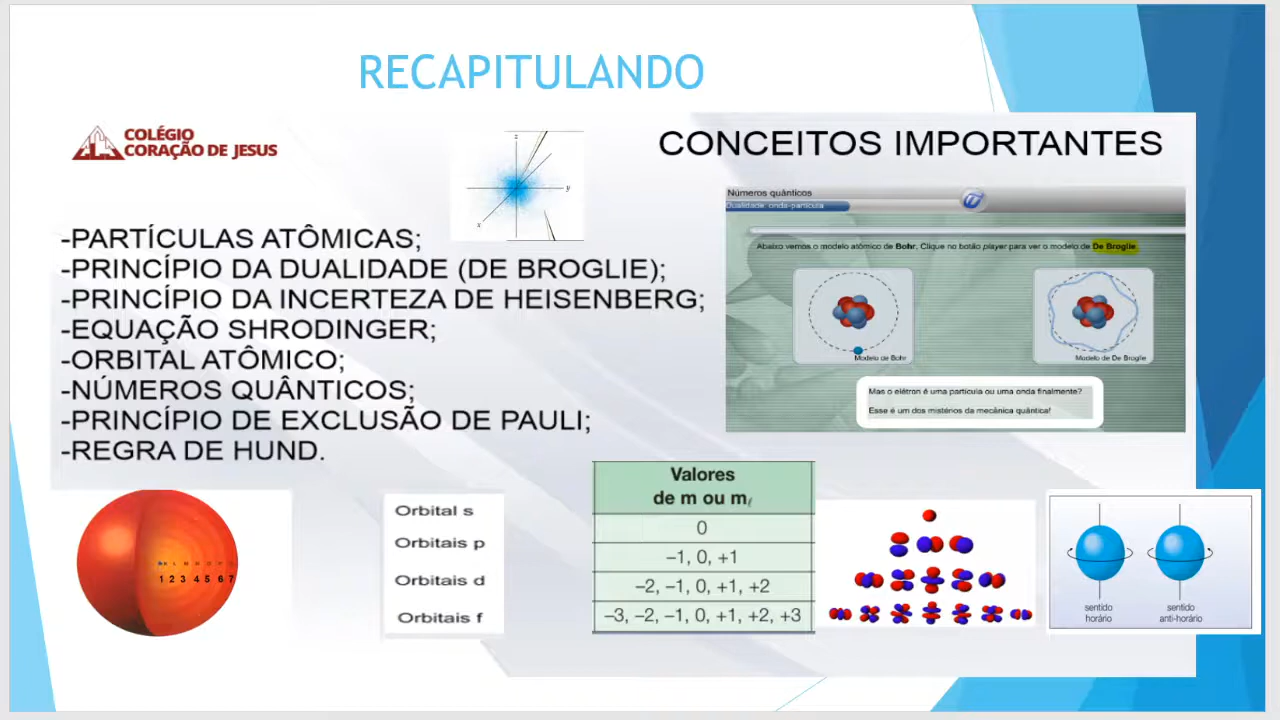 RECAPITULANDO
COLÉGIO
CORAÇÃO DE JESUS
z
y
x
CONCEITOS IMPORTANTES
-PARTÍCULAS ATÔMICAS;
-PRINCÍPIO DA DUALIDADE (DE BROGLIE);
-PRINCÍPIO DA INCERTEZA DE HEISENBERG;
-EQUAÇÃO SHRODINGER;
-ORBITAL ATÔMICO;
-NÚMEROS QUÂNTICOS;
-PRINCÍPIO DE EXCLUSÃO DE PAULI;
-REGRA DE HUND.
Números quânticos
Dualidade: onda-partícula
Abaixo vemos o modelo atômico de Bohr. Clique no botão player para ver o modelo de De Broglie.
Modelo de Bohr
Modelo de De Broglie
Mas o elétron é uma partícula ou uma onda finalmente?
Esse é um dos mistérios da mecânica quântica!
1 2 3 4 5 6 7
Orbital s
Orbitais p
Orbitais d
Orbitais f
Valores
de m ou mℓ
0
–1, 0, +1
–2, –1, 0, +1, +2
–3, –2, –1, 0, +1, +2, +3
sentido
horário
sentido
anti-horário